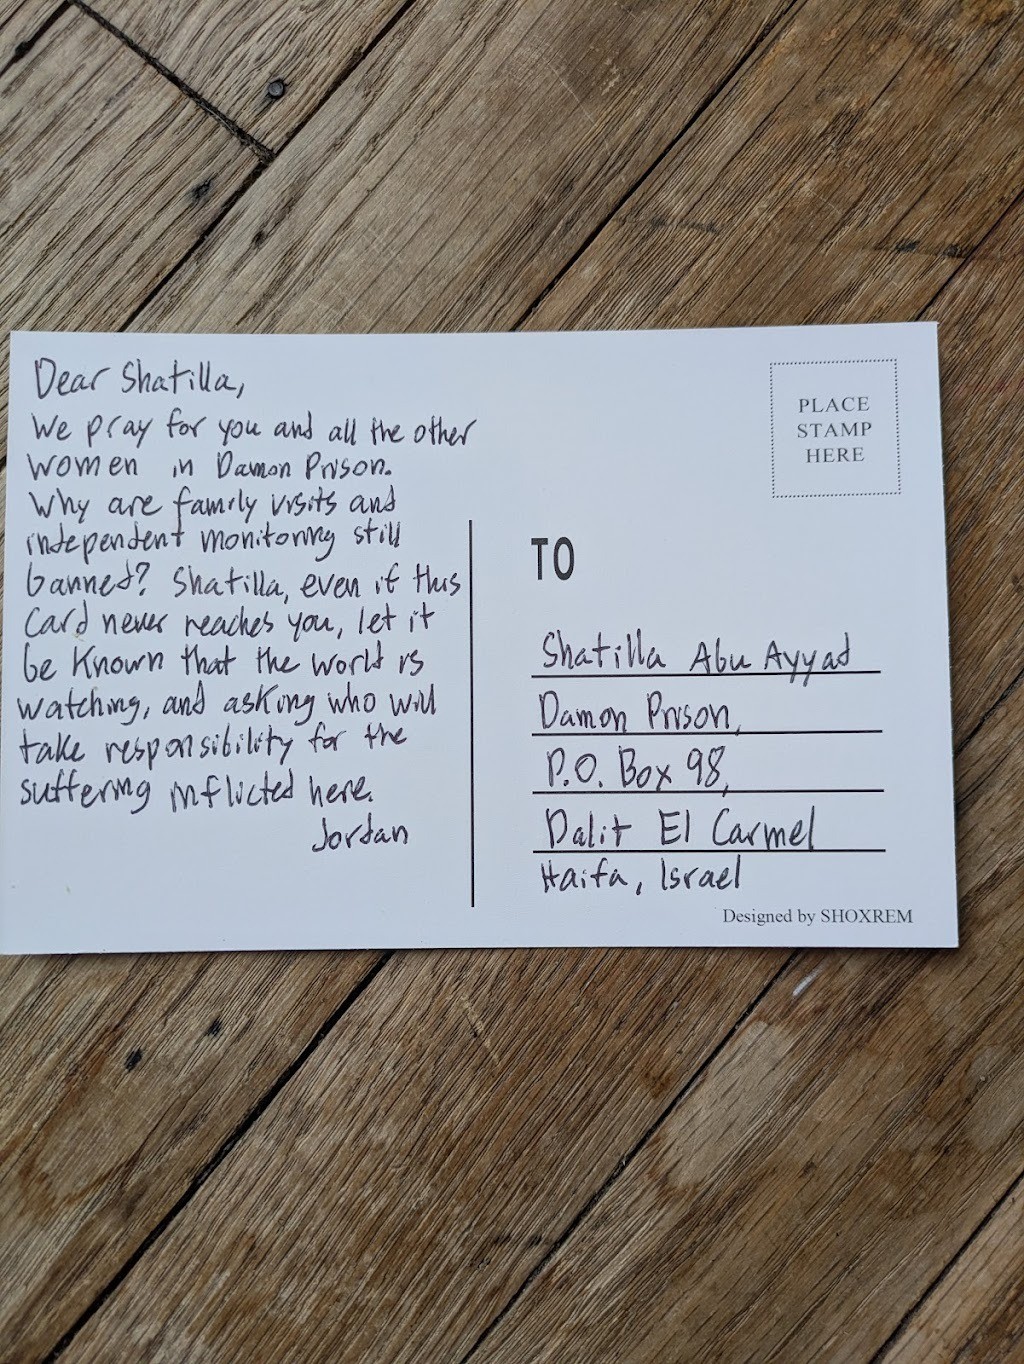 Dear Shatilla,
We pray for you and all the other
women in Damon Prison.
Why are family visits and
independent monitoring still
banned? Shatilla, even if this
card never reaches you, let it
be known that the world is
watching, and asking who will
take responsibility for the
suffering inflicted here.
Jordan
PLACE
STAMP
HERE
TO
Shatilla Abu Ayyad
Damon Prison,
P.O. Box 98,
Dalit El Carmel
Haifa, Israel
Designed by SHOXREM